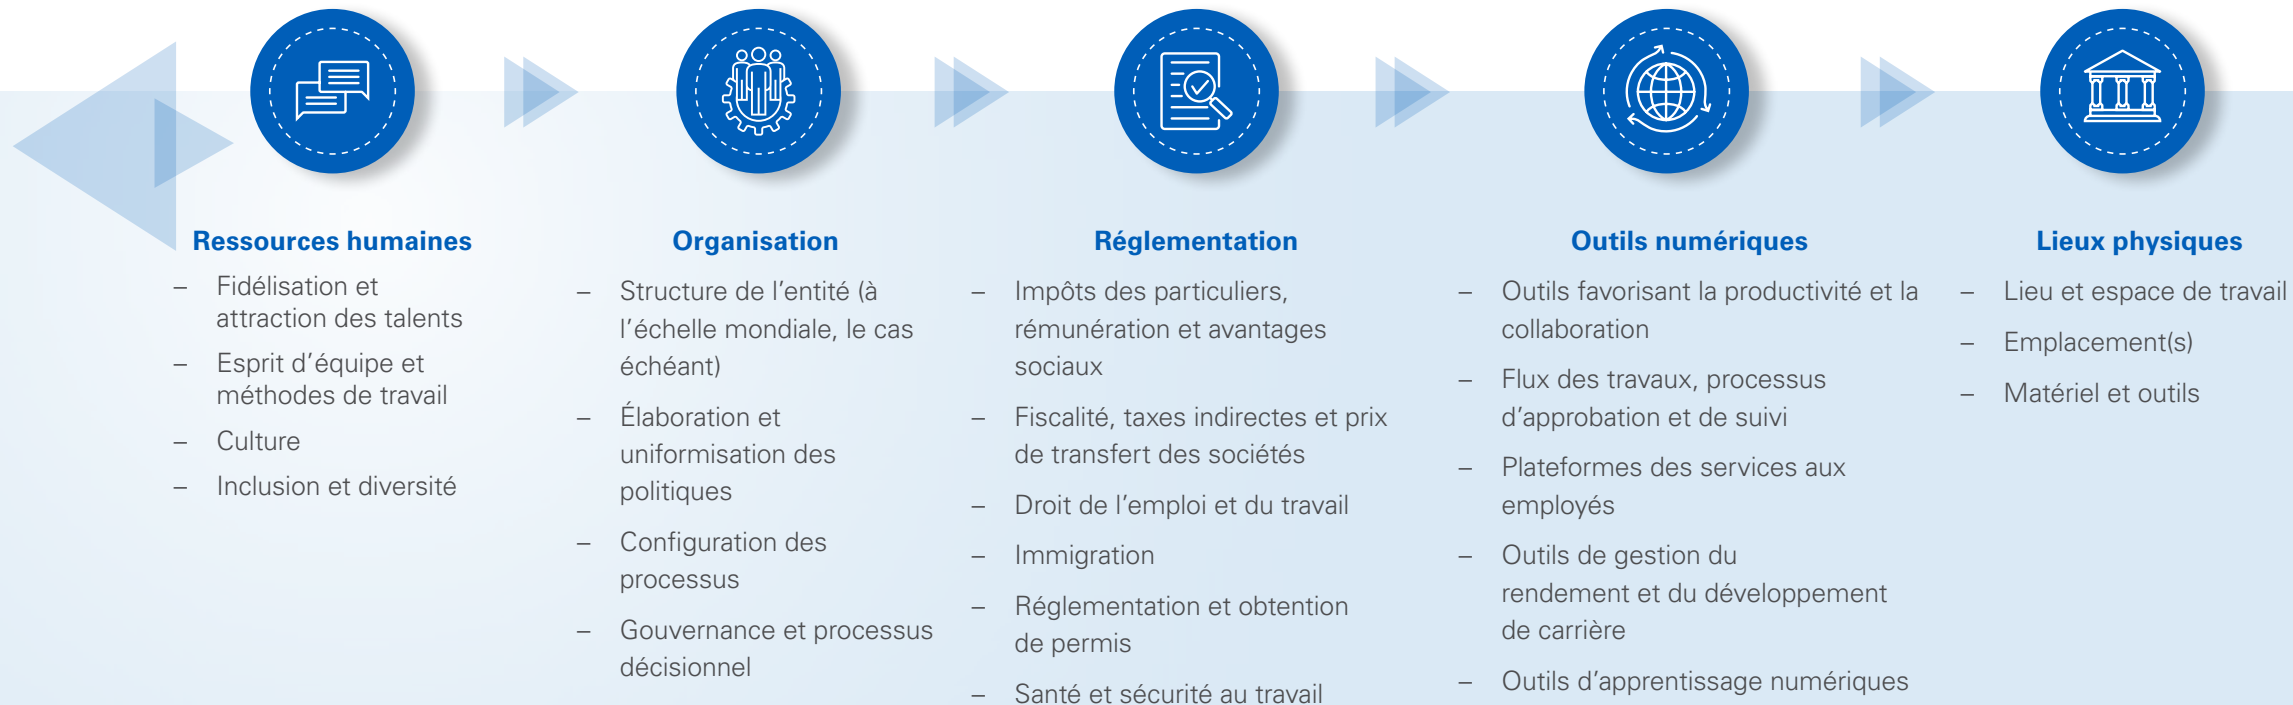 Ressources humaines
– Fidélisation et
attraction des talents
– Esprit d’équipe et
méthodes de travail
– Culture
– Inclusion et diversité
Organisation
– Structure de l’entité (à
l’échelle mondiale, le cas
échéant)
– Élaboration et
uniformisation des
politiques
– Configuration des
processus
– Gouvernance et processus
décisionnel
Réglementation
– Impôts des particuliers,
rémunération et avantages
sociaux
– Fiscalité, taxes indirectes et prix
de transfert des sociétés
– Droit de l’emploi et du travail
– Immigration
– Réglementation et obtention
de permis
– Santé et sécurité au travail
Outils numériques
– Outils favorisant la productivité et la
collaboration
– Flux des travaux, processus
d’approbation et de suivi
– Plateformes des services aux
employés
– Outils de gestion du
rendement et du développement
de carrière
– Outils d’apprentissage numériques
Lieux physiques
– Lieu et espace de travail
– Emplacement(s)
– Matériel et outils